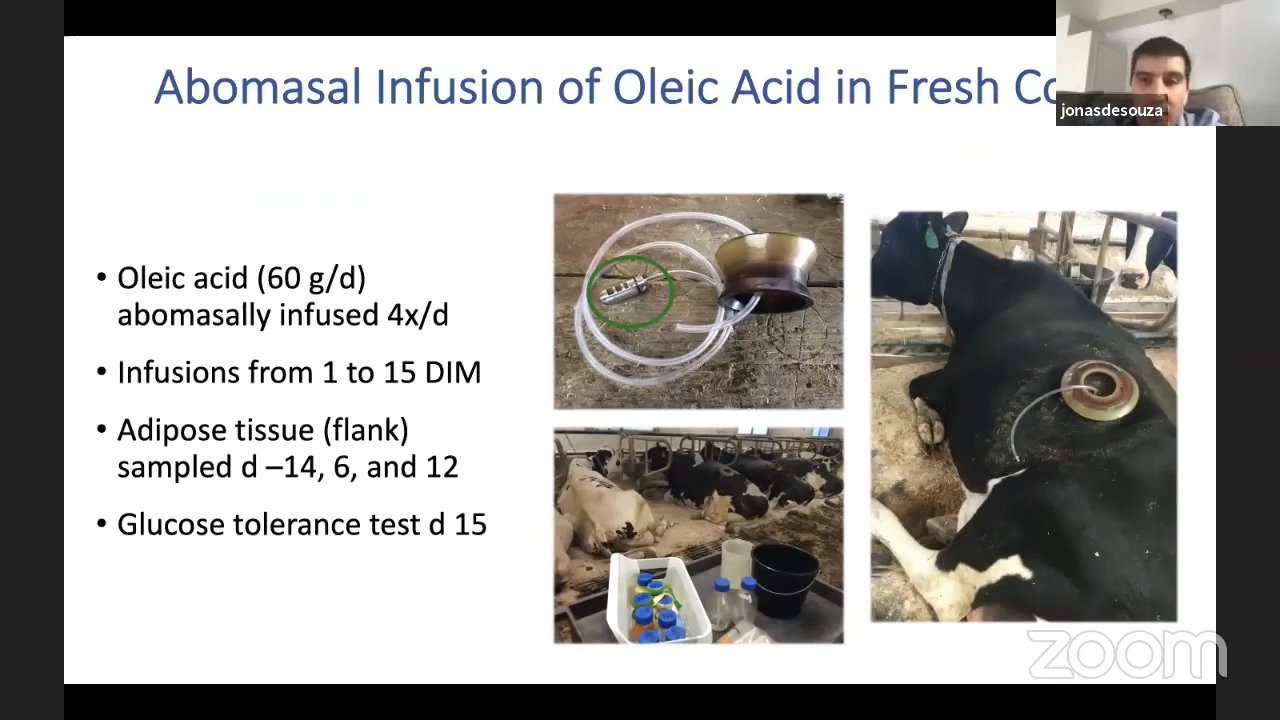 Abomasal Infusion of Oleic Acid in Fresh
jonasdesouza
• Oleic acid (60 g/d)
abomasally infused 4x/d
• Infusions from 1 to 15 DIM
• Adipose tissue (flank)
sampled d –14, 6, and 12
• Glucose tolerance test d 15
zoom